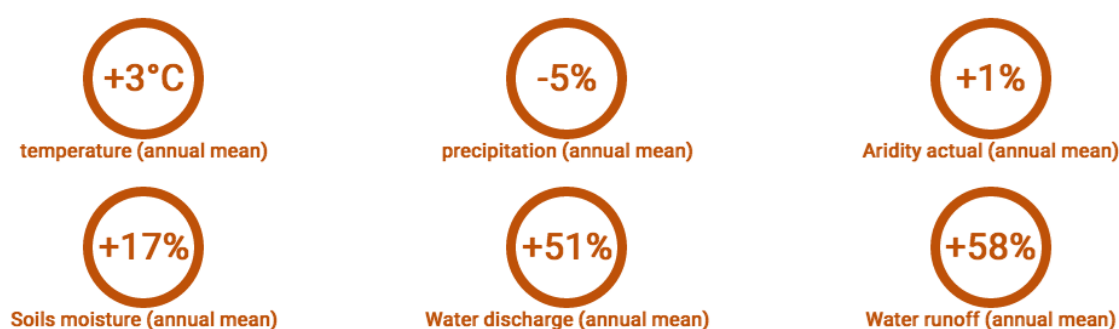 +3°C
-5%
+1%
temperature (annual mean)
precipitation (annual mean)
Aridity actual (annual mean)
+17%
+51%
+58%
Soils moisture (annual mean)
Water discharge (annual mean)
Water runoff (annual mean)